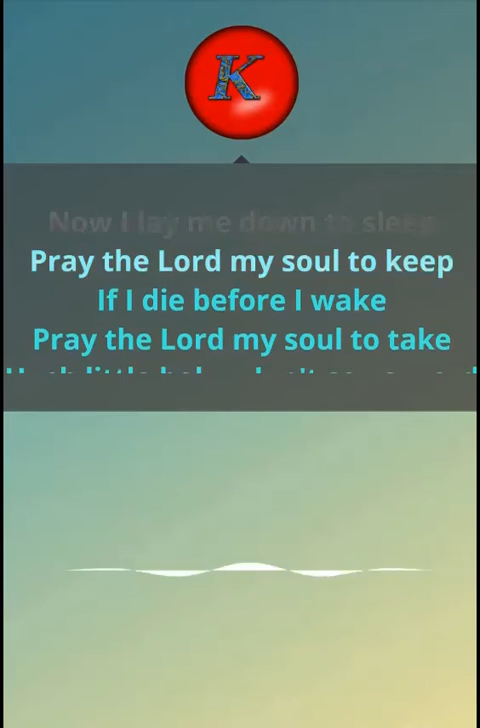 K
Now I lay me down to sleep
Pray the Lord my soul to keep
If I die before I wake
Pray the Lord my soul to take